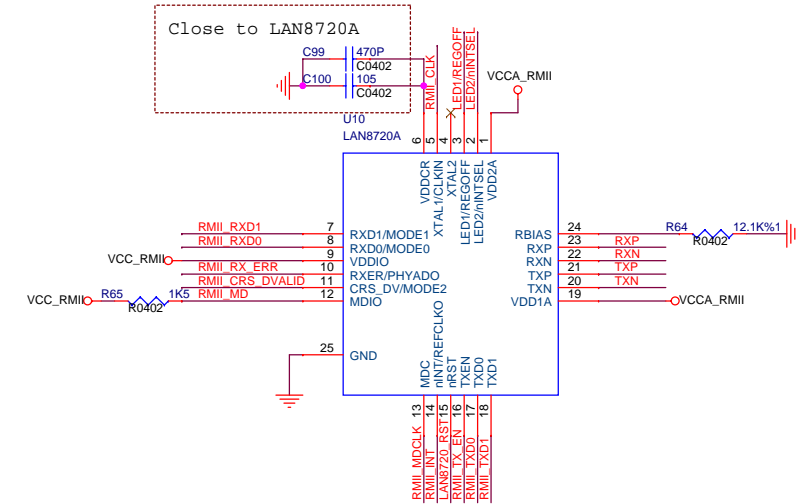 Close to LAN8720A
C99
470P
C0402
C100
105
C0402
U10
LAN8720A
RMII_CLK
LED1/REGOFF
LED2/nINTSEL
VCCA_RMII
6
5
4
3
2
1
VDDCR
XTAL1/CLKIN
XTAL2
LED1/REGOFF
LED2/nINTSEL
VDD2A
RMII_RXD1
7
RXD1/MODE1
RMII_RXD0
8
RXD0/MODE0
VCC_RMII
9
VDDIO
RMII_RX_ERR
10
RXER/PHYADO
RMII_CRS_DVALID
11
CRS_DV/MODE2
VCC_RMII
R65
1K5
R0402
RMII_MD
12
MDIO
25
GND
RBIAS
24
R64
12.1K%1
R0402
RXP
23
RXP
RXN
22
RXN
TXP
21
TXP
TXN
20
TXN
VDD1A
19
VCCA_RMII
MDC
nINT/REFCLKO
nRST
TXEN
TXD0
TXD1
13
14
15
16
17
18
RMII_MDCLK
RMII_INT
LAN8720_RST
RMII_TX_EN
RMII_TXD0
RMII_TXD1